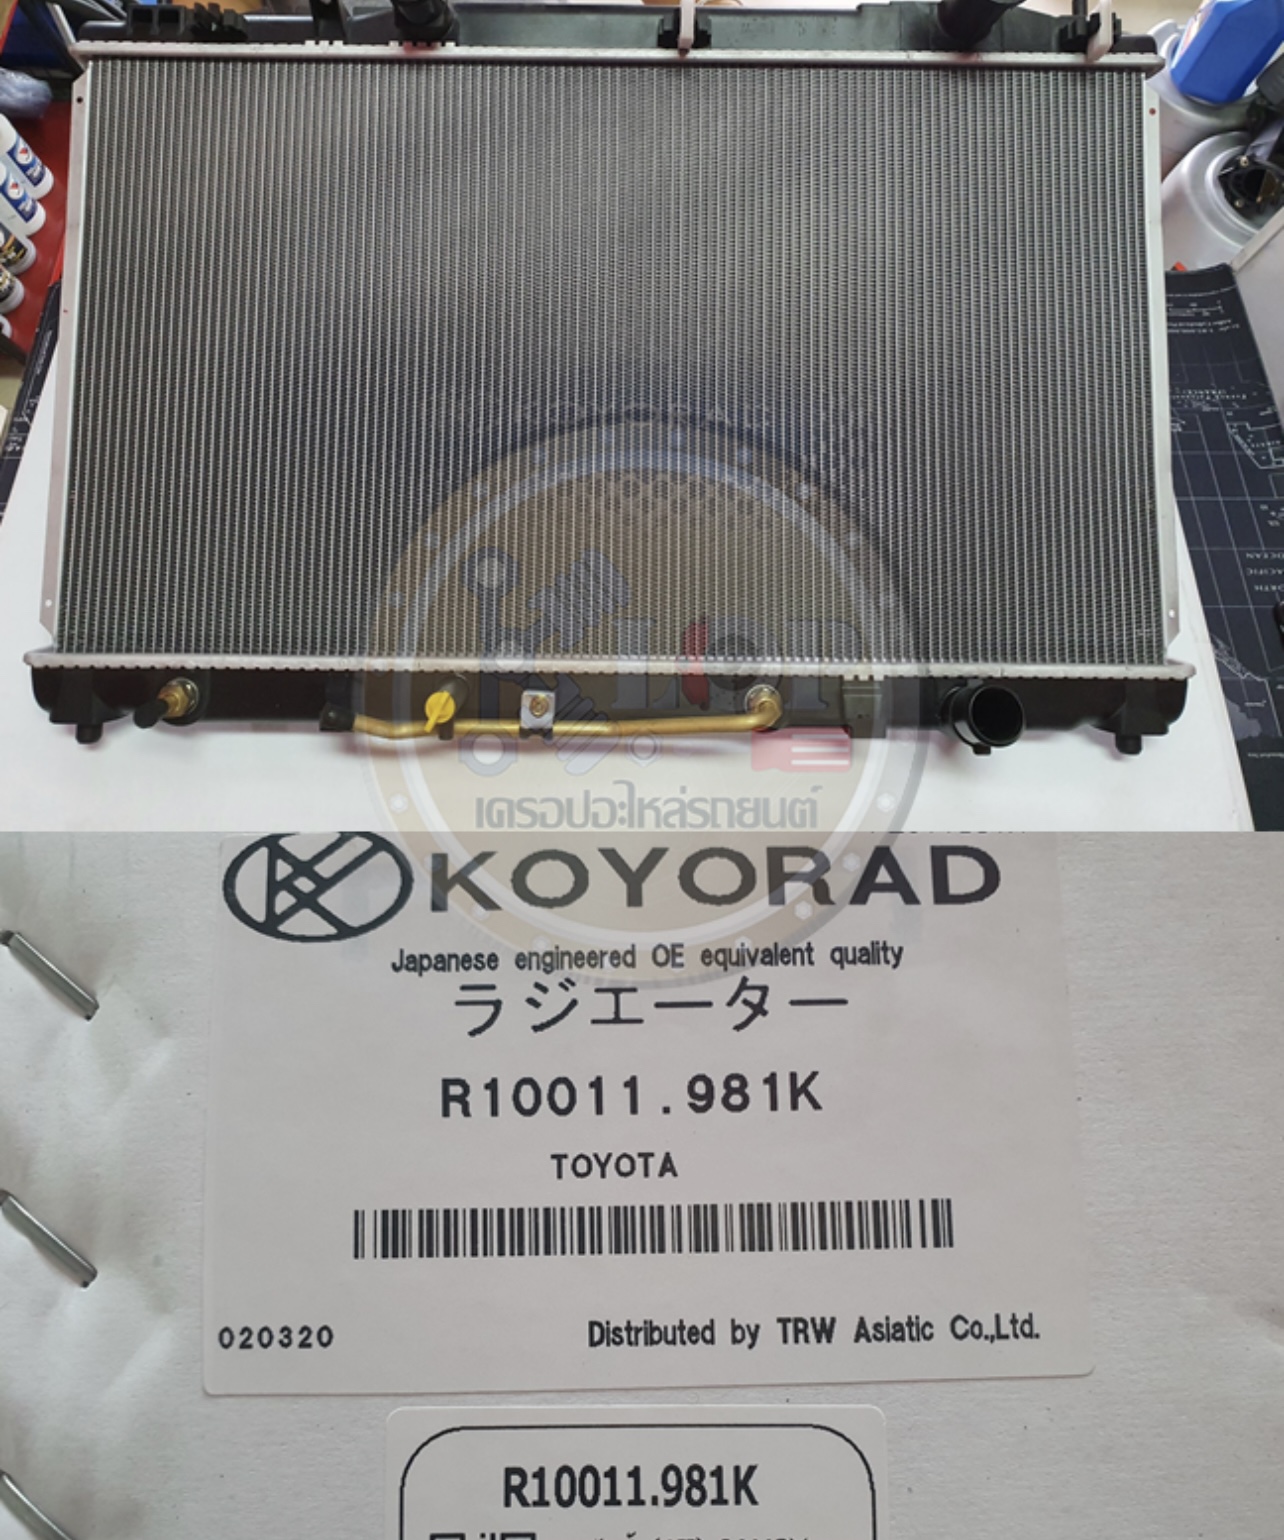 เครอปอะไหล่รถยนต์
KOYORAD
Japanese engineered OE equivalent quality
ラジエーター
R10011.981K
TOYOTA
020320
Distributed by TRW Asiatic Co.,Ltd.
R10011.981K